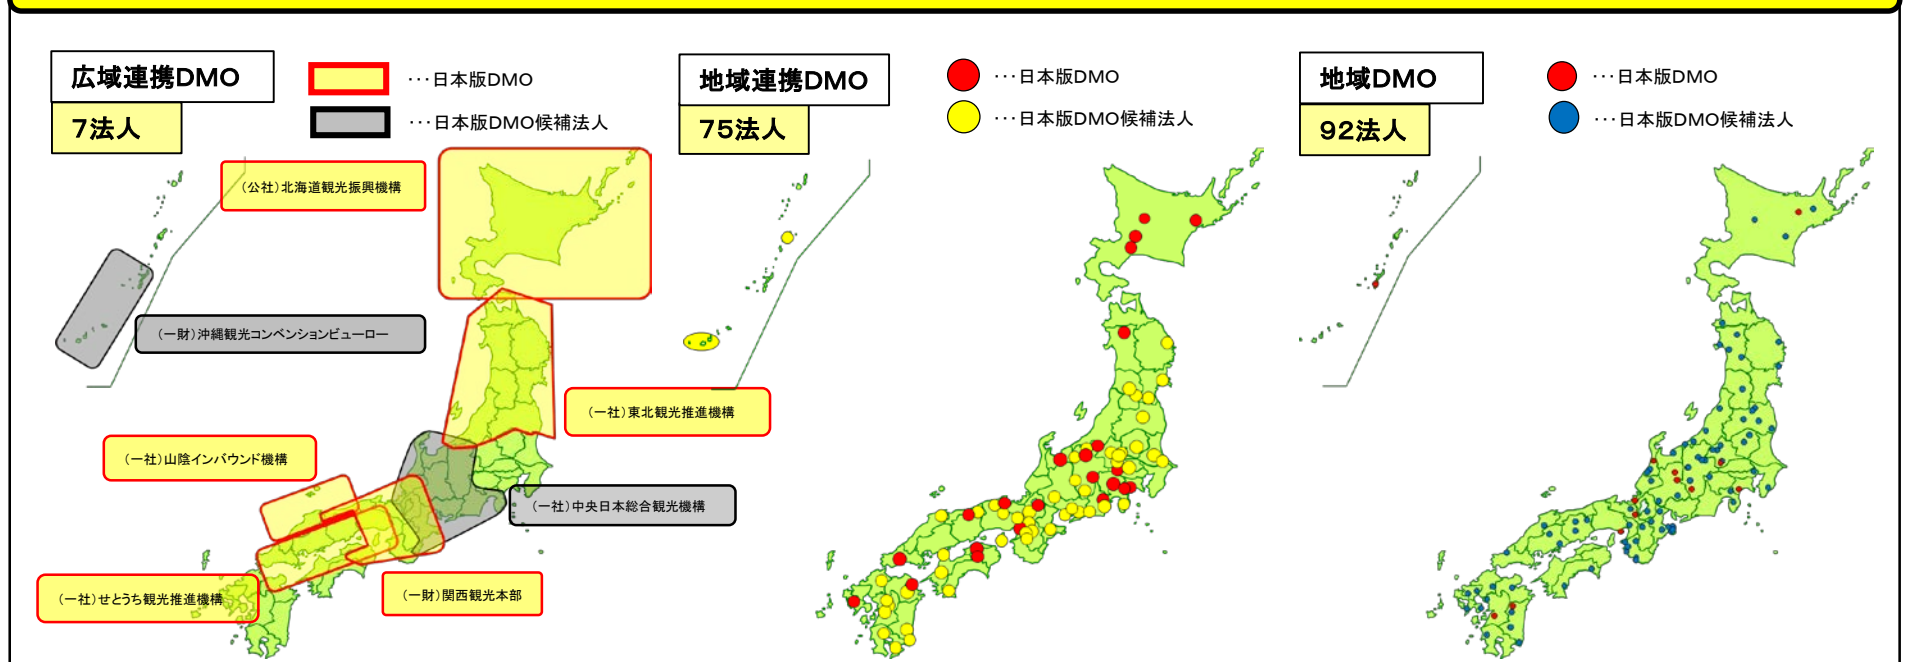 広域連携DMO
7法人
…日本版DMO
…日本版DMO候補法人
(公社)北海道観光振興機構
(一財)沖縄観光コンベンションビューロー
(一社)東北観光推進機構
(一社)山陰インバウンド機構
(一社)中央日本総合観光機構
(一社)せとうち観光推進機構
(一財)関西観光本部
地域連携DMO
75法人
…日本版DMO
…日本版DMO候補法人
地域DMO
92法人
…日本版DMO
…日本版DMO候補法人